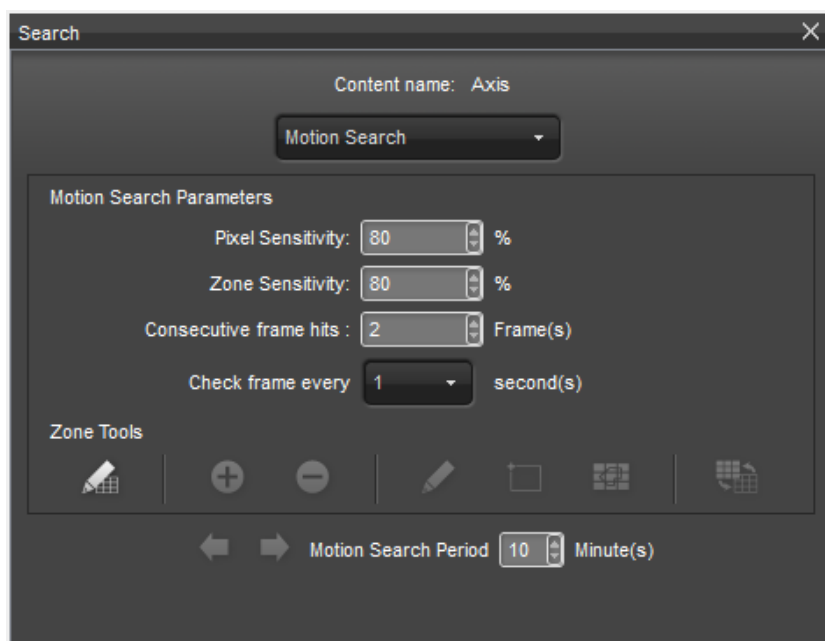 Search
Content name: Axis
Motion Search
Motion Search Parameters
Pixel Sensitivity: 80 %
Zone Sensitivity: 80 %
Consecutive frame hits : 2 Frame(s)
Check frame every 1 second(s)
Zone Tools
Motion Search Period 10 Minute(s)